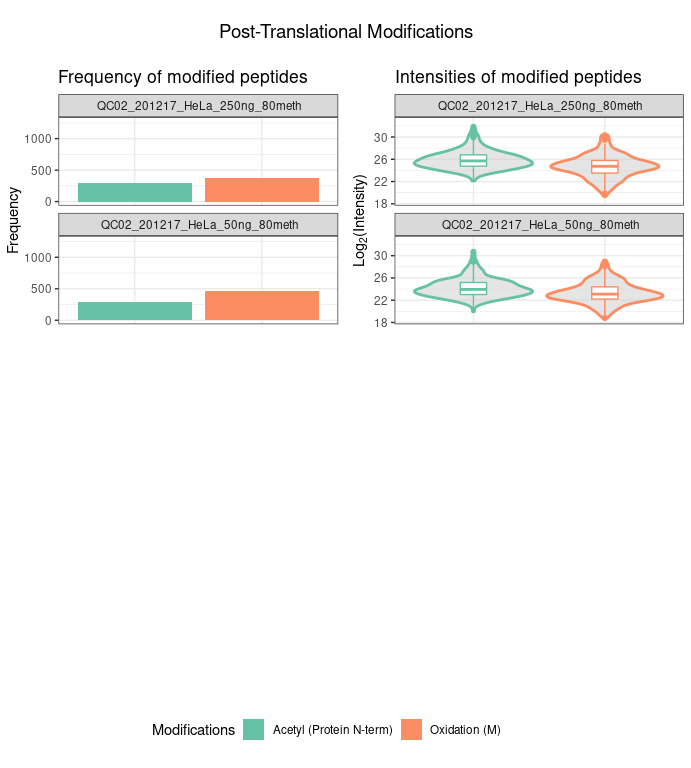 Post-Translational Modifications
Frequency of modified peptides
QC02_201217_HeLa_250ng_80meth
1000
500
0
QC02_201217_HeLa_50ng_80meth
1000
500
0
Frequency
Intensities of modified peptides
QC02_201217_HeLa_250ng_80meth
30
26
22
18
QC02_201217_HeLa_50ng_80meth
30
26
22
18
Log₂(Intensity)
Modifications Acetyl (Protein N-term) Oxidation (M)